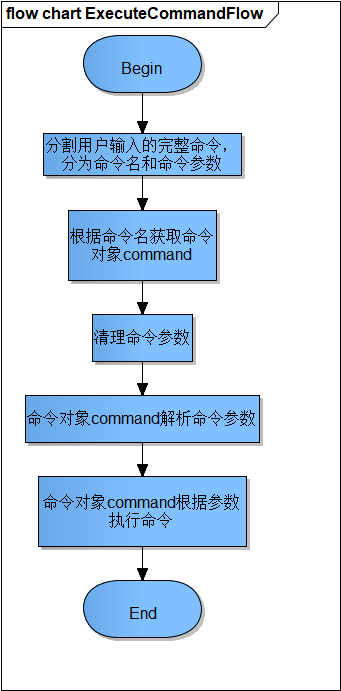 flow chart ExecuteCommandFlow
Begin
分割用户输入的完整命令，
分为命令名和命令参数
根据命令名获取命令
对象command
清理命令参数
命令对象command解析命令参数
命令对象command根据参数
执行命令
End